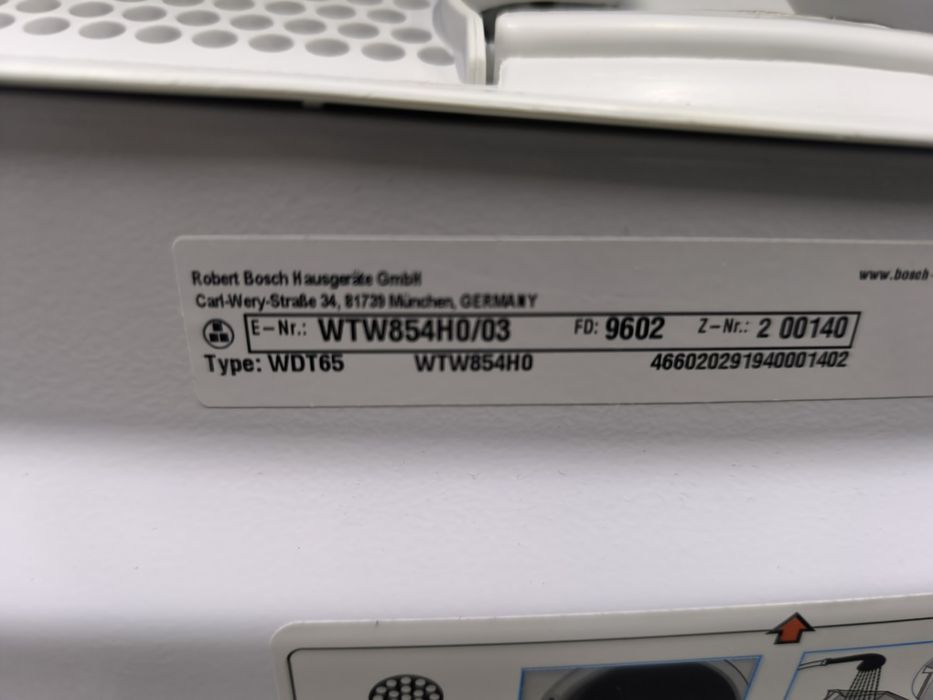 Robert Bosch Hausgeräte GmbH
www.bosch-
Carl-Wery-Straße 34, 81739 München, GERMANY
E-Nr.: WTW854H0/03 FD: 9602 Z-Nr.: 2 00140
Type: WDT65 WTW854H0 466020291940001402